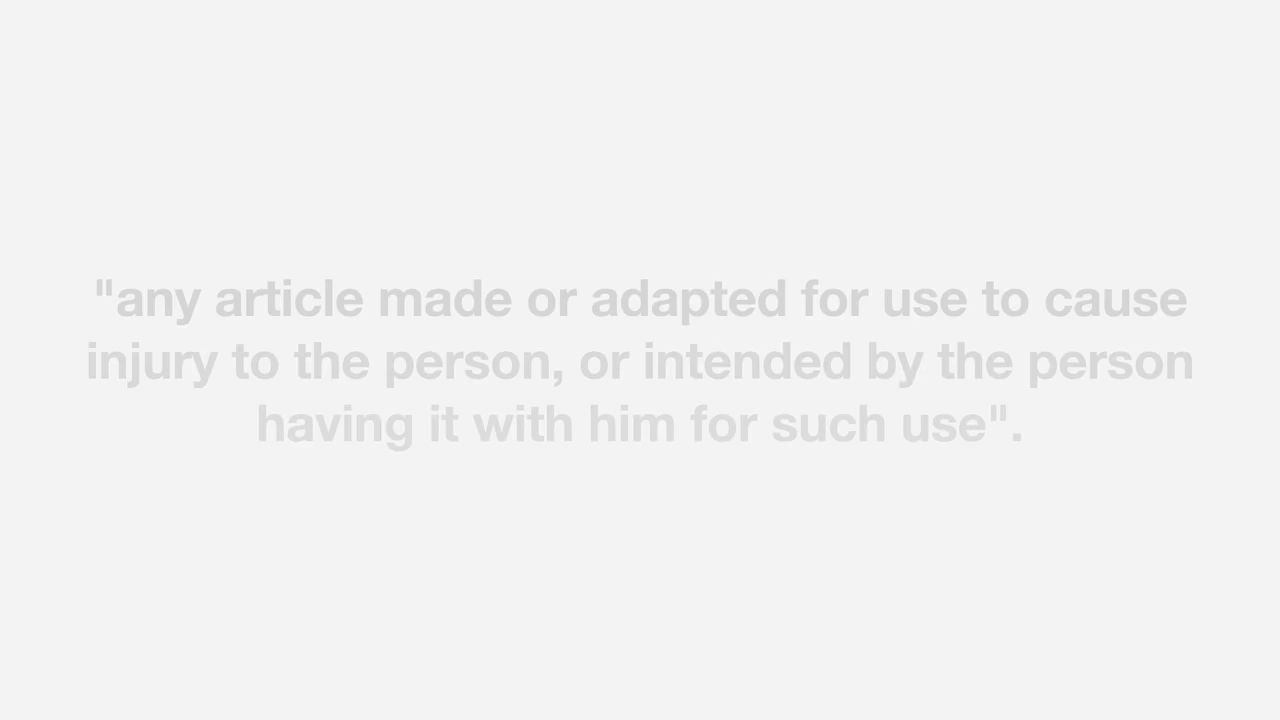 "any article made or adapted for use to cause
injury to the person, or intended by the person
having it with him for such use".